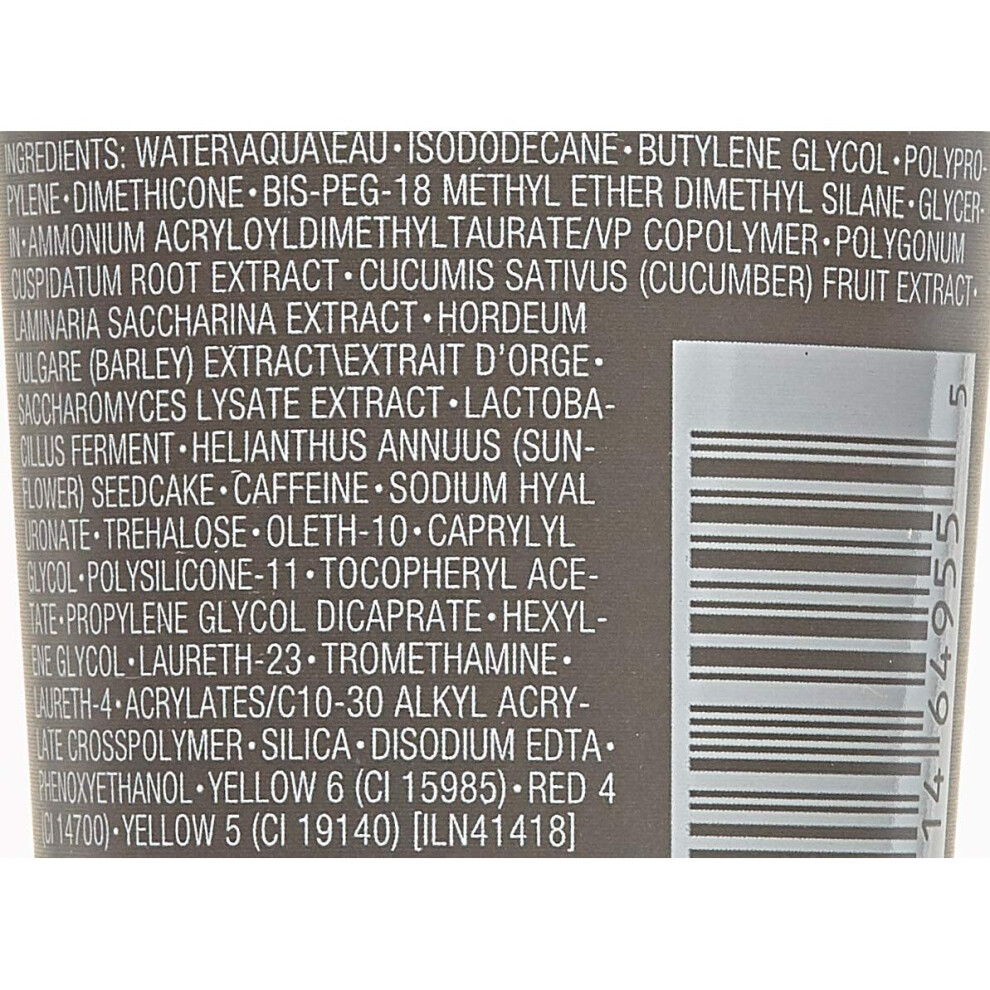 INGREDIENTS: WATER\AQUA\EAU • ISODODECANE • BUTYLENE GLYCOL • POLYPRO-
PYLENE • DIMETHICONE • BIS-PEG-18 METHYL ETHER DIMETHYL SILANE • GLYCER-
IN • AMMONIUM ACRYLOYLDIMETHYLTAURATE/VP COPOLYMER • POLYGONUM
CUSPIDATUM ROOT EXTRACT • CUCUMIS SATIVUS (CUCUMBER) FRUIT EXTRACT •
LAMINARIA SACCHARINA EXTRACT • HORDEUM
VULGARE (BARLEY) EXTRACT\EXTRAIT D'ORGE •
SACCHAROMYCES LYSATE EXTRACT • LACTOBA-
CILLUS FERMENT • HELIANTHUS ANNUUS (SUN-
FLOWER) SEEDCAKE • CAFFEINE • SODIUM HYAL
URONATE • TREHALOSE • OLETH-10 • CAPRYLYL
GLYCOL • POLYSILICONE-11 • TOCOPHERYL ACE-
TATE • PROPYLENE GLYCOL DICAPRATE • HEXYL-
ENE GLYCOL • LAURETH-23 • TROMETHAMINE •
LAURETH-4 • ACRYLATES/C10-30 ALKYL ACRY-
LATE CROSSPOLYMER • SILICA • DISODIUM EDTA •
PHENOXYETHANOL • YELLOW 6 (CI 15985) • RED 4
(CI 14700) • YELLOW 5 (CI 19140) [ILN41418]
14 64955 5